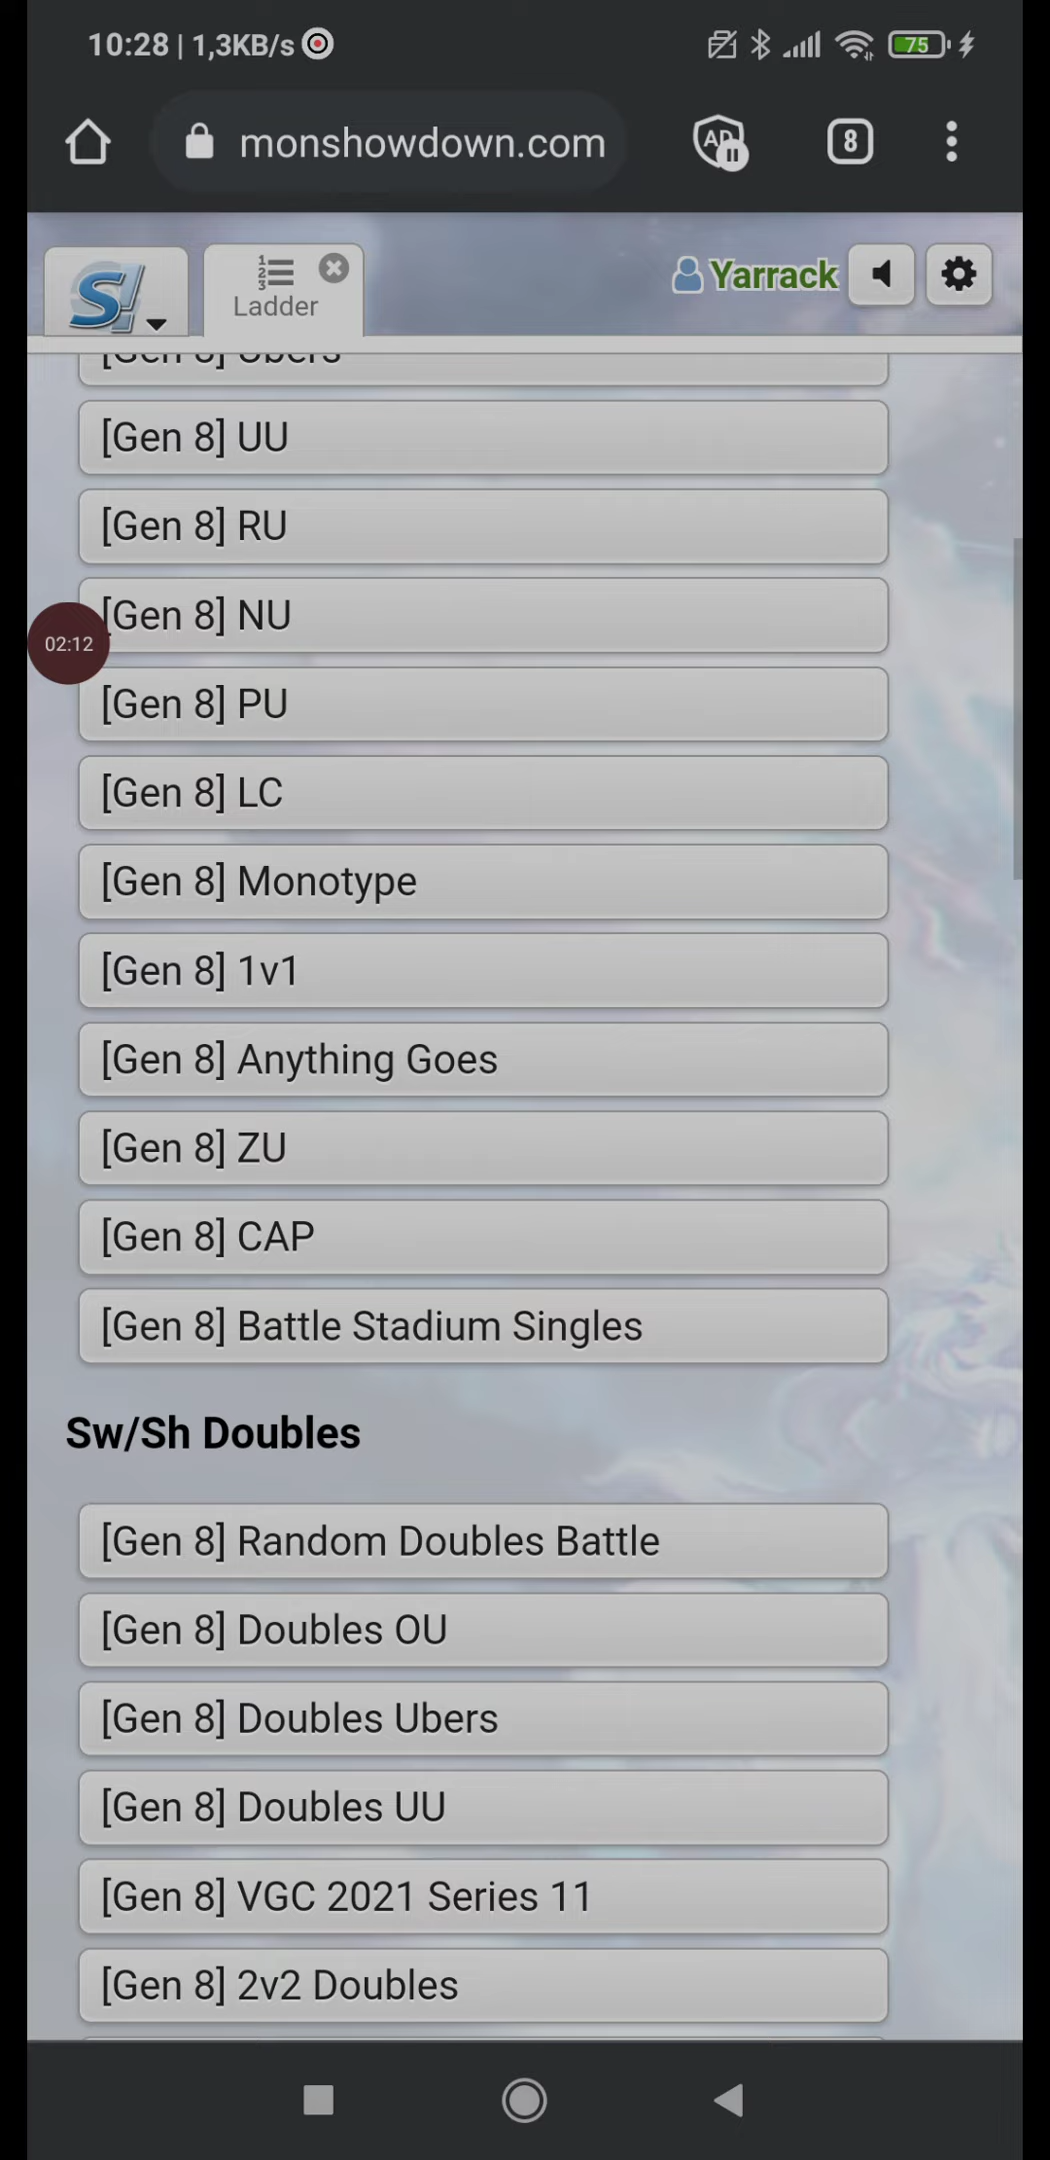 10:28 | 1,3KB/s
75
monshowdown.com
AD
8
S!
Ladder
Yarrack
[Gen 8] Ubers
[Gen 8] UU
[Gen 8] RU
[Gen 8] NU
02:12
[Gen 8] PU
[Gen 8] LC
[Gen 8] Monotype
[Gen 8] 1v1
[Gen 8] Anything Goes
[Gen 8] ZU
[Gen 8] CAP
[Gen 8] Battle Stadium Singles
Sw/Sh Doubles
[Gen 8] Random Doubles Battle
[Gen 8] Doubles OU
[Gen 8] Doubles Ubers
[Gen 8] Doubles UU
[Gen 8] VGC 2021 Series 11
[Gen 8] 2v2 Doubles